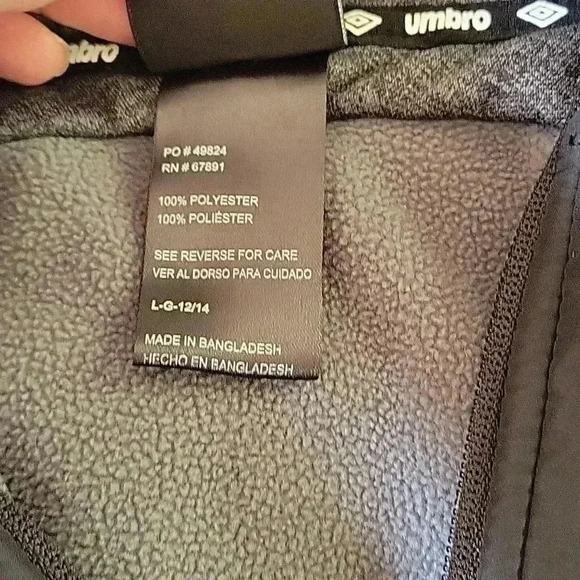 umbro
mbro
PO # 49824
RN # 67891
100% POLYESTER
100% POLIÉSTER
SEE REVERSE FOR CARE
VER AL DORSO PARA CUIDADO
L-G-12/14
MADE IN BANGLADESH
HECHO EN BANGLADESH